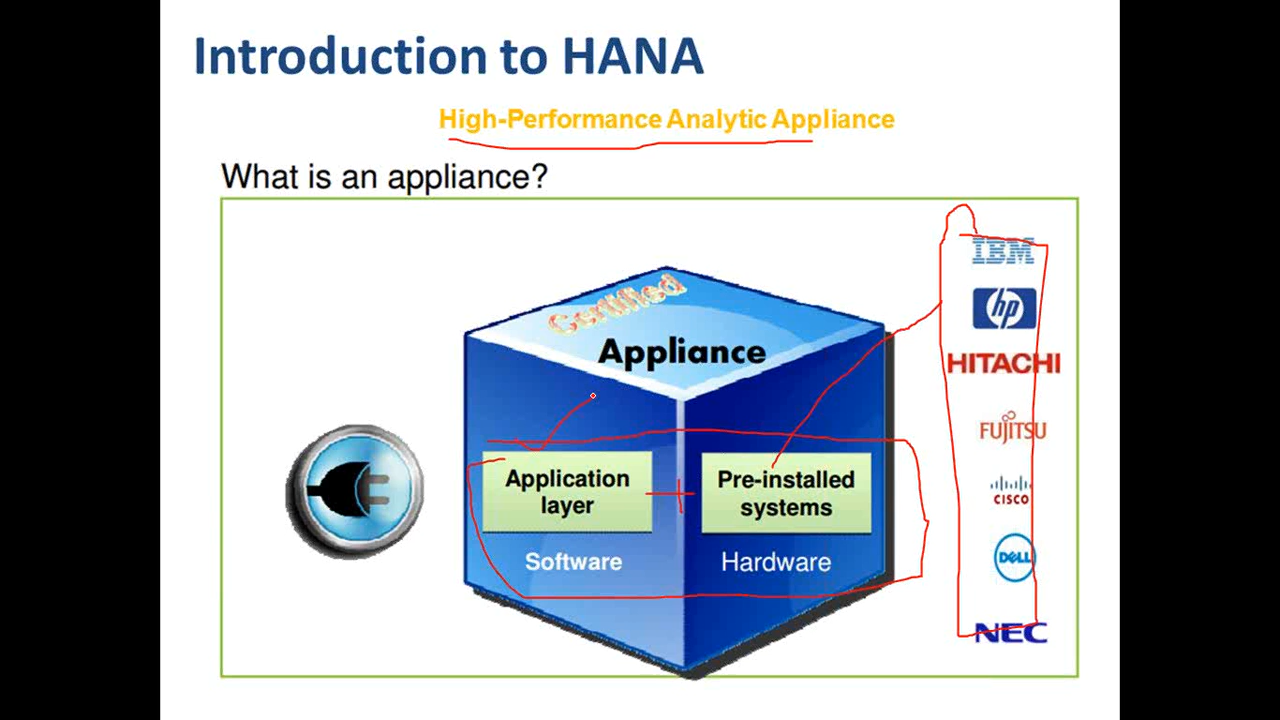 Introduction to HANA
High-Performance Analytic Appliance
What is an appliance?
Certified
Appliance
Application
layer
Software
Pre-installed
systems
Hardware
IBM
hp
HITACHI
FUJITSU
CISCO
DELL
NEC